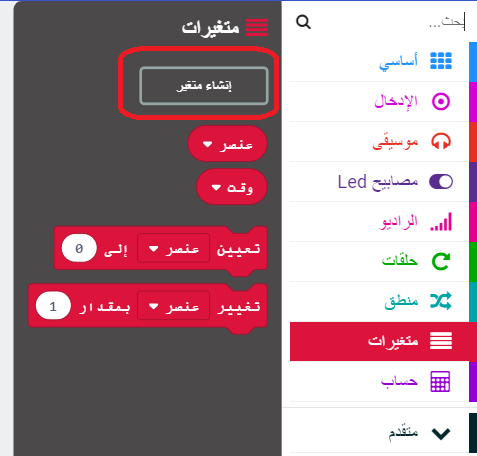 بحث...
أساسي
الإدخال
موسيقى
مصابيح Led
الراديو
حلقات
منطق
متغيرات
حساب
متقدم
متغيرات
إنشاء متغير
عنصر
وقت
تعيين عنصر إلى 0
تغيير عنصر بمقدار 1